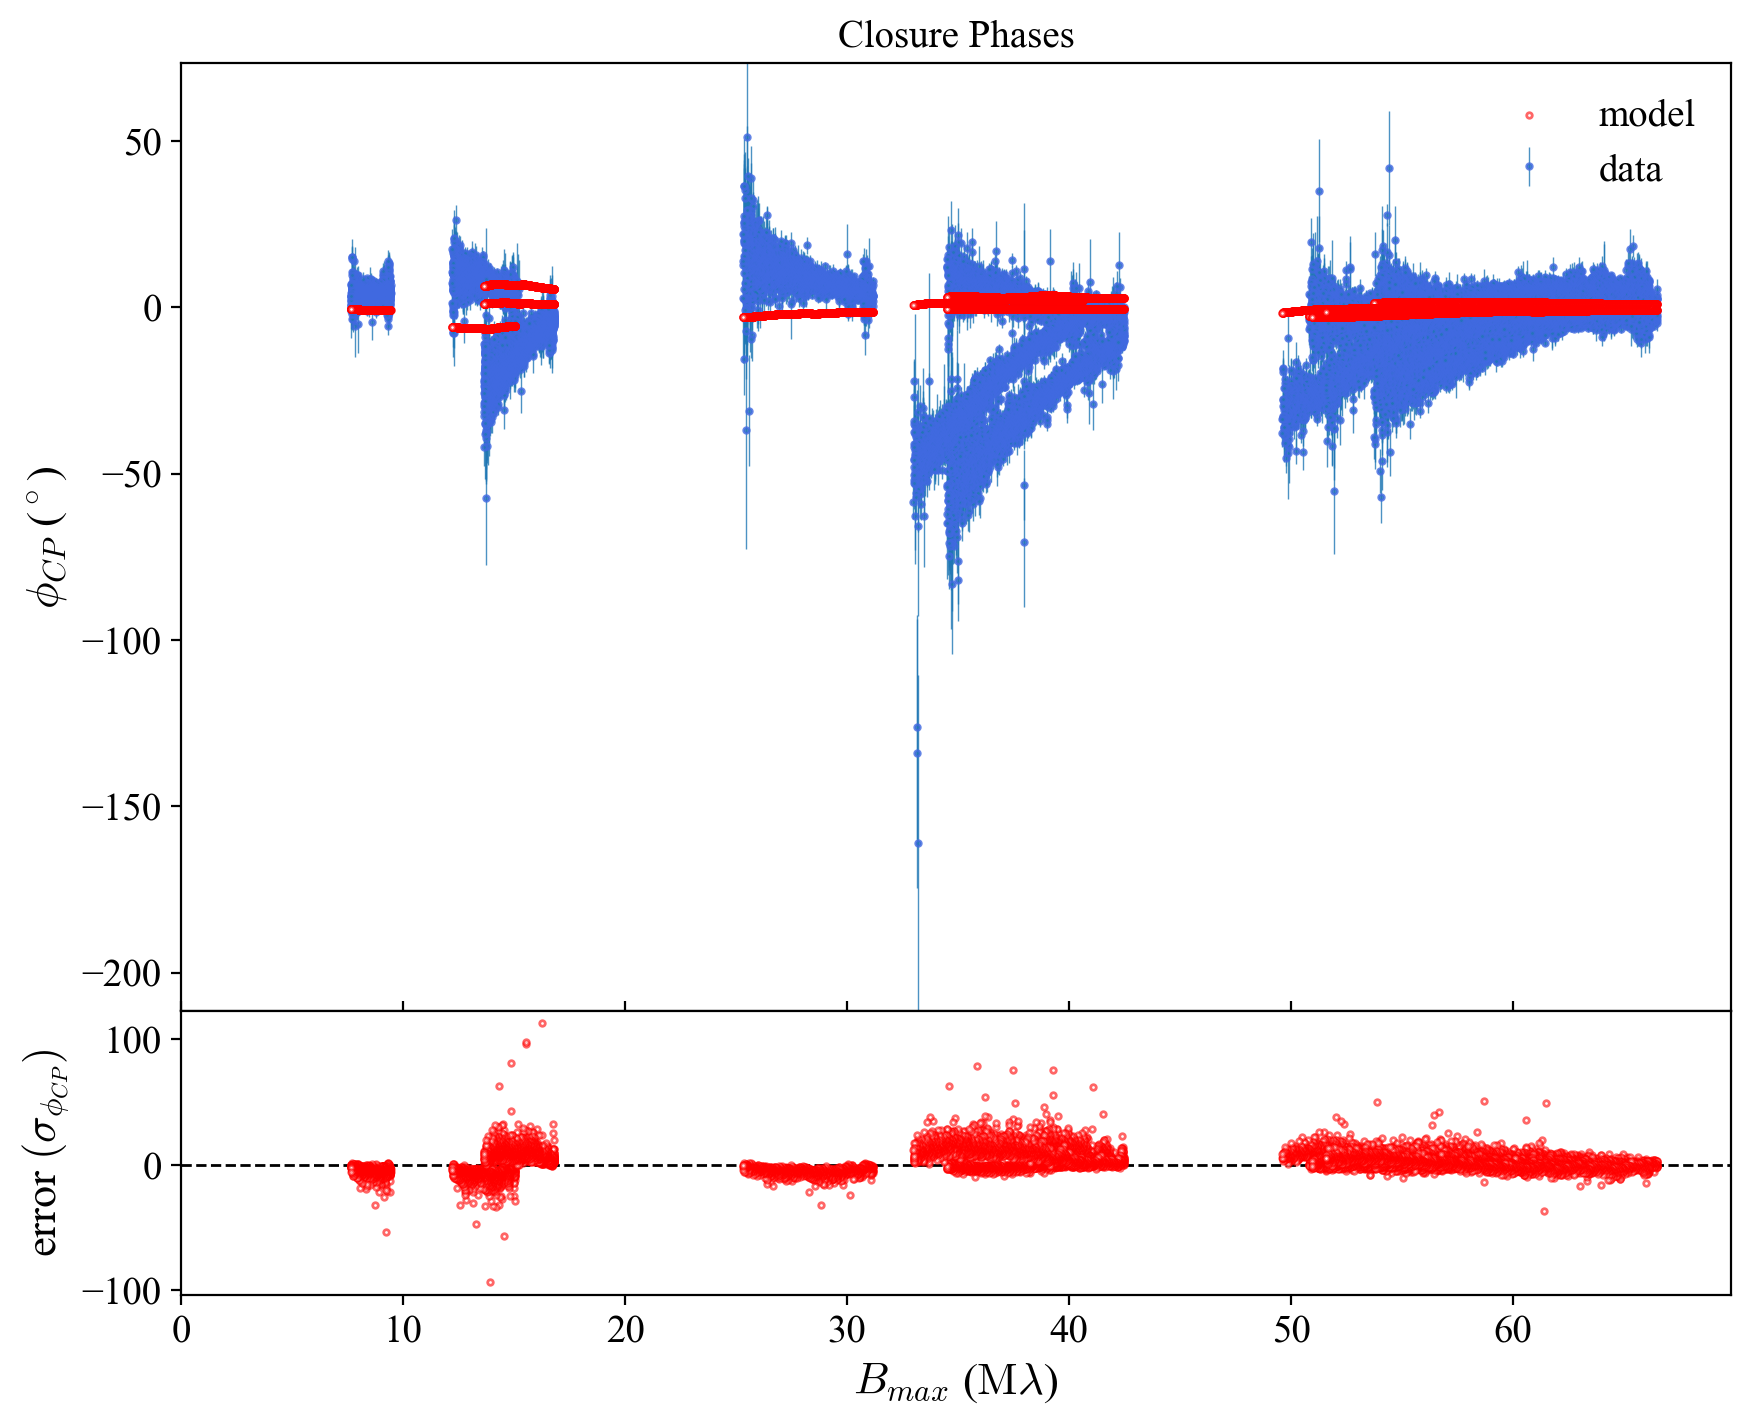 Closure Phases
model
data
50
0
−50
−100
−150
−200
ϕCP (°)
100
0
−100
error (σϕCP)
0 10 20 30 40 50 60
Bmax (Mλ)